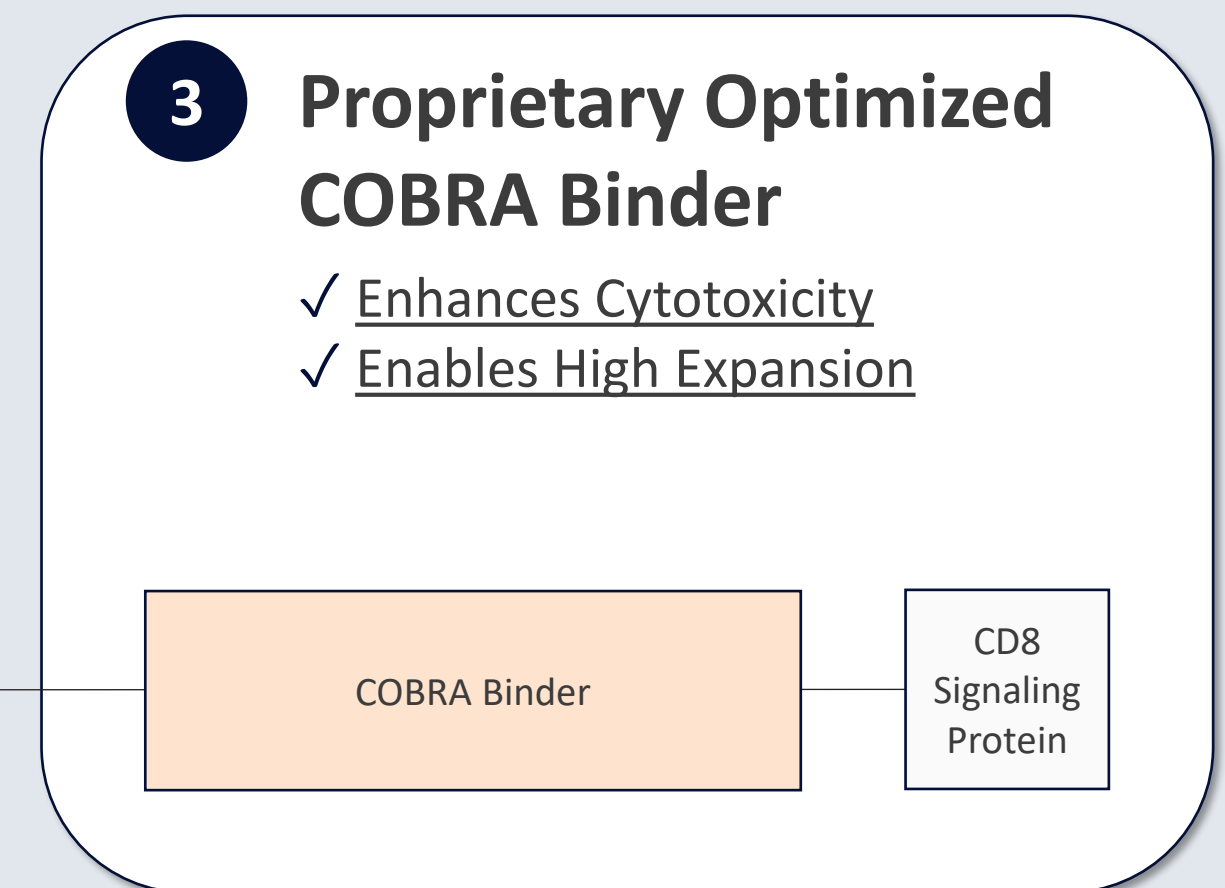 3
Proprietary Optimized
COBRA Binder
✓ Enhances Cytotoxicity
✓ Enables High Expansion
COBRA Binder
CD8
Signaling
Protein